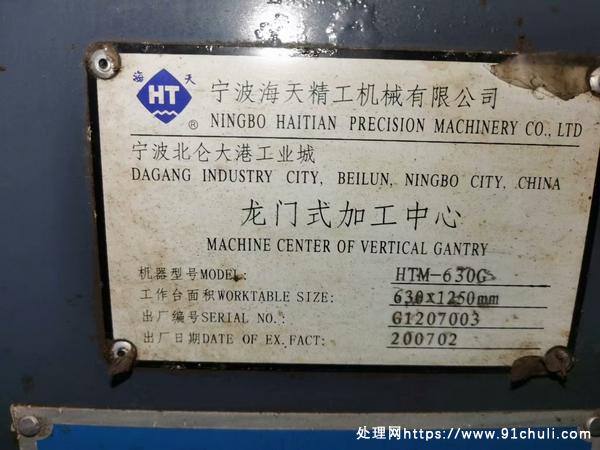 海 天
HT
®
宁波海天精工机械有限公司
NINGBO HAITIAN PRECISION MACHINERY CO., LTD
宁波北仑大港工业城
DAGANG INDUSTRY CITY, BEILUN, NINGBO CITY, CHINA
龙门式加工中心
MACHINE CENTER OF VERTICAL GANTRY
机器型号MODEL: HTM-630G
工作台面积WORKTABLE SIZE: 630x1250mm
出厂编号SERIAL NO.: G1207003
出厂日期DATE OF EX.FACT: 200702
处理网https://www.91chuli.com